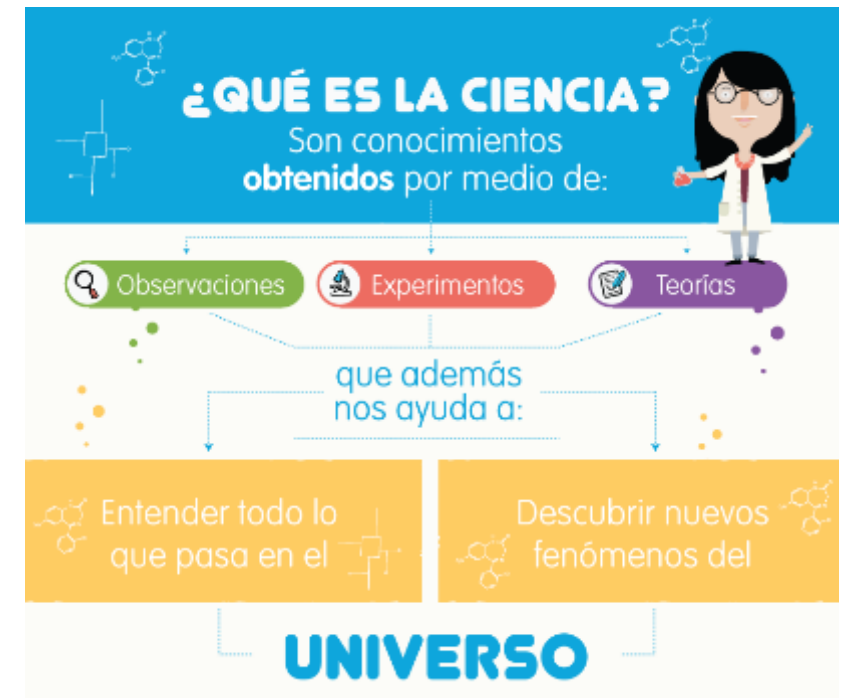 ¿QUÉ ES LA CIENCIA?
Son conocimientos
obtenidos por medio de:
Observaciones
Experimentos
Teorías
que además
nos ayuda a:
Entender todo lo
que pasa en el
Descubrir nuevos
fenómenos del
UNIVERSO